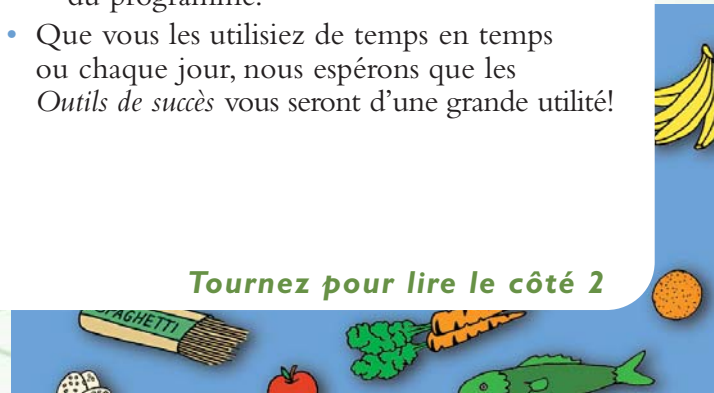 du programme.
• Que vous les utilisiez de temps en temps
ou chaque jour, nous espérons que les
Outils de succès vous seront d'une grande utilité!
Tournez pour lire le côté 2
SPAGHETTI